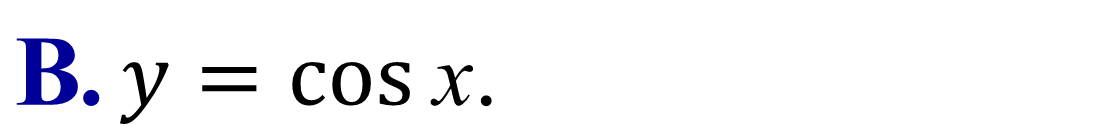 B. y = cos x.